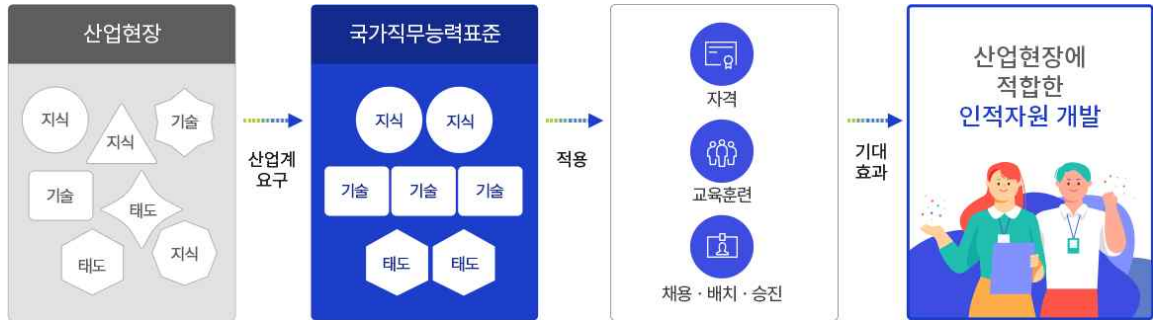 산업현장
지식
지식
기술
기술
태도
태도
지식
산업계
요구
국가직무능력표준
지식 지식
기술 기술 기술
태도 태도
적용
자격
교육훈련
채용 · 배치 · 승진
기대
효과
산업현장에
적합한
인적자원 개발